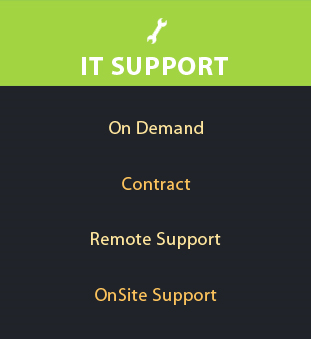 IT SUPPORT
On Demand
Contract
Remote Support
OnSite Support